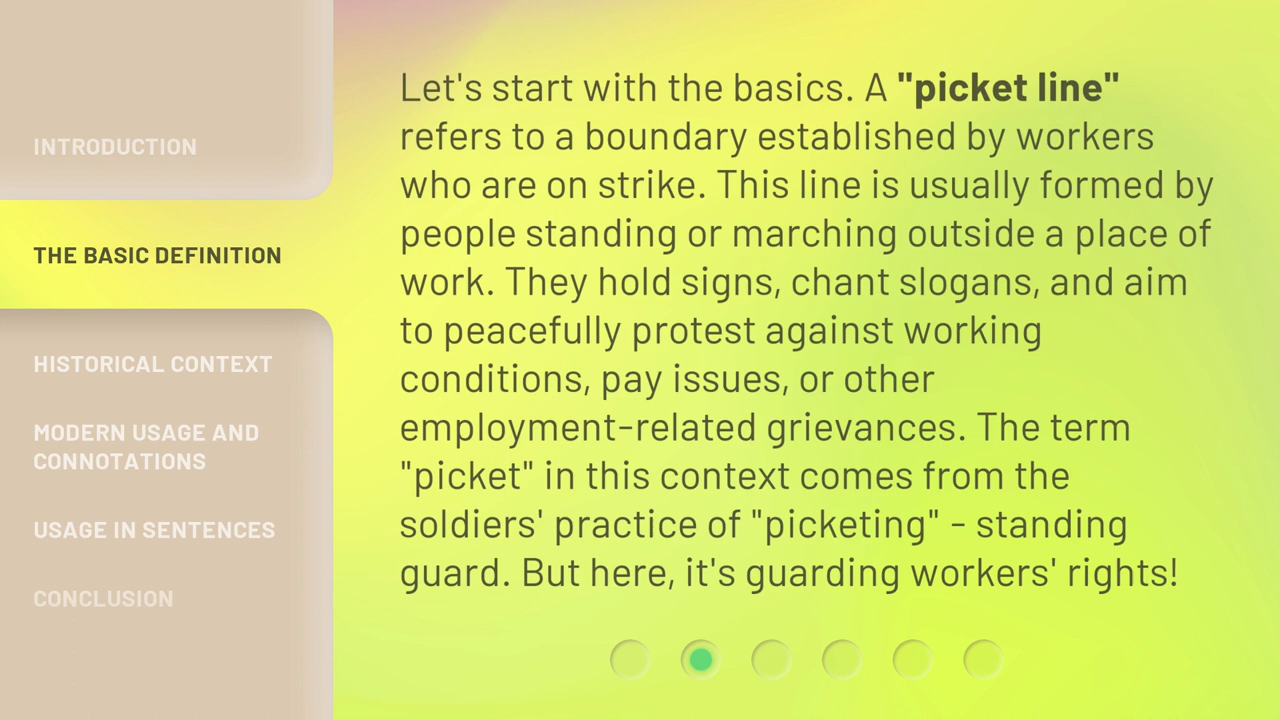 INTRODUCTION
THE BASIC DEFINITION
HISTORICAL CONTEXT
MODERN USAGE AND
CONNOTATIONS
USAGE IN SENTENCES
CONCLUSION
Let's start with the basics. A "picket line"
refers to a boundary established by workers
who are on strike. This line is usually formed by
people standing or marching outside a place of
work. They hold signs, chant slogans, and aim
to peacefully protest against working
conditions, pay issues, or other
employment-related grievances. The term
"picket" in this context comes from the
soldiers' practice of "picketing" - standing
guard. But here, it's guarding workers' rights!